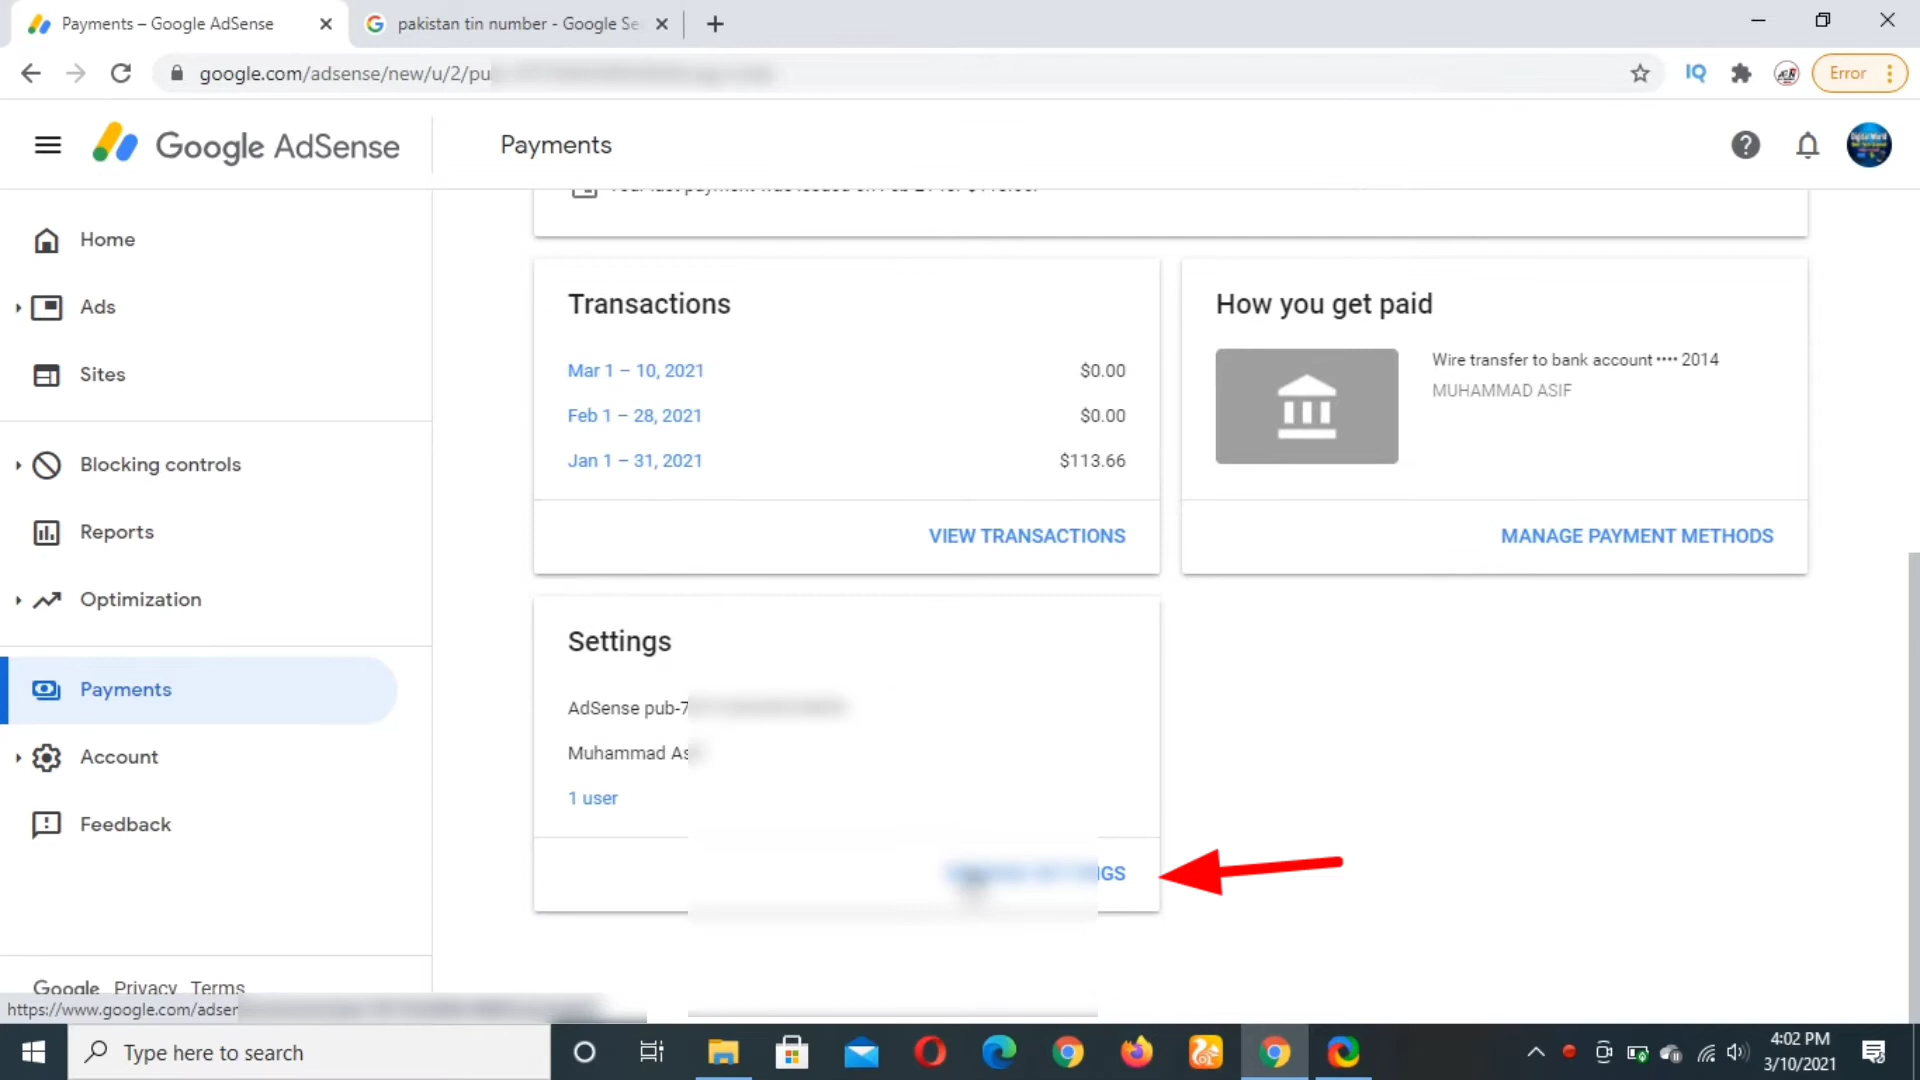 Payments – Google AdSense
pakistan tin number - Google Se
google.com/adsense/new/u/2/pu
IQ
Error
Google AdSense
Payments
Home
Ads
Sites
Blocking controls
Reports
Optimization
Payments
Account
Feedback
Google Privacy Terms
Transactions
Mar 1 – 10, 2021 $0.00
Feb 1 – 28, 2021 $0.00
Jan 1 – 31, 2021 $113.66
VIEW TRANSACTIONS
How you get paid
Wire transfer to bank account •••• 2014
MUHAMMAD ASIF
MANAGE PAYMENT METHODS
Settings
AdSense pub-7
Muhammad As
1 user
GS
https://www.google.com/adser
Type here to search
4:02 PM
3/10/2021